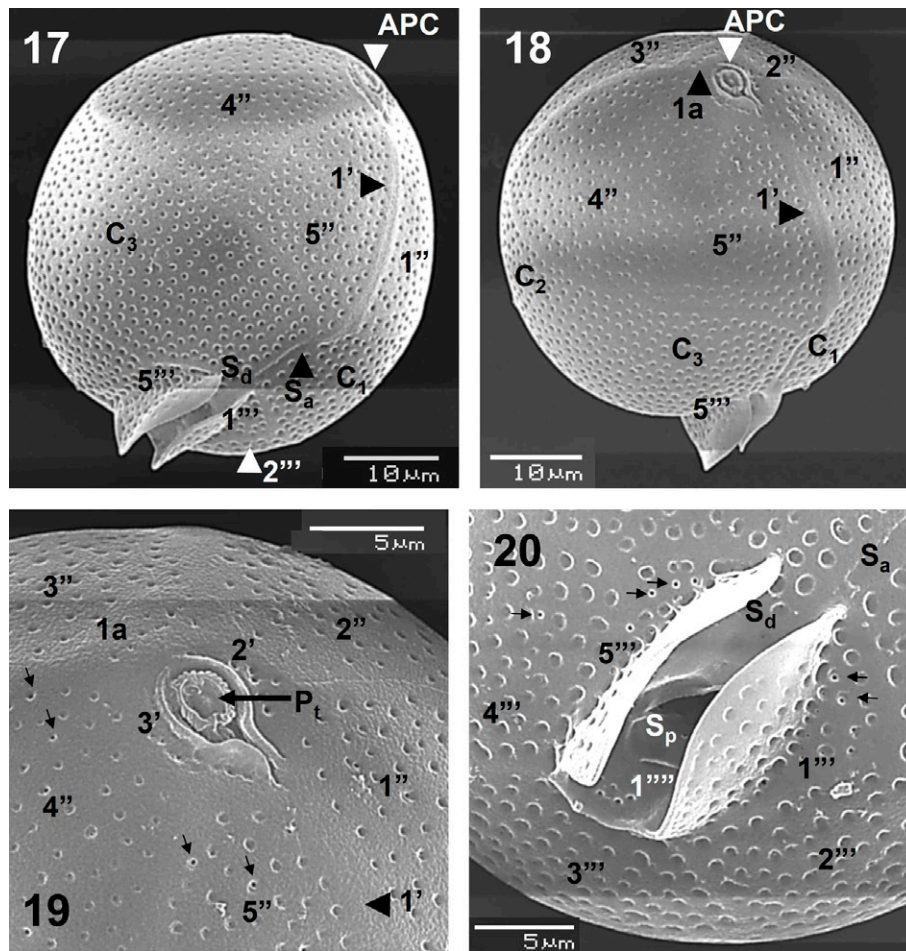 17
APC
4”
1’
C3
5”
1”
5”’
Sd
Sa
C1
1”’
2”’
10µm
18
APC
3”
2”
1a
1”
4”
1’
5”
C2
C3
C1
5”’
10µm
19
5µm
3”
1a
2”
2’
Pt
3’
1”
4”
5”
1’
20
Sa
Sd
5”’
4”’
Sp
1””
1”’
3”’
2”’
5µm